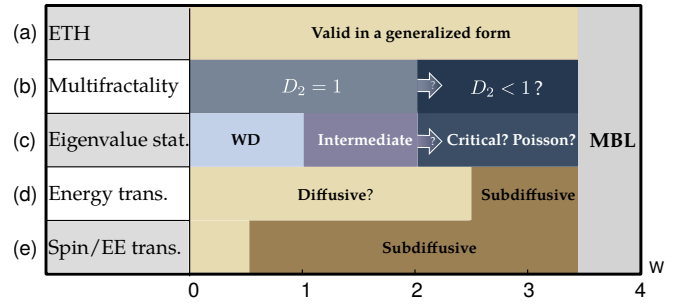 (a) ETH Valid in a generalized form
(b) Multifractality D₂ = 1 ? D₂ < 1 ?
(c) Eigenvalue stat. WD Intermediate ? Critical? Poisson? MBL
(d) Energy trans. Diffusive? Subdiffusive
(e) Spin/EE trans. Subdiffusive
0 1 2 3 4 W